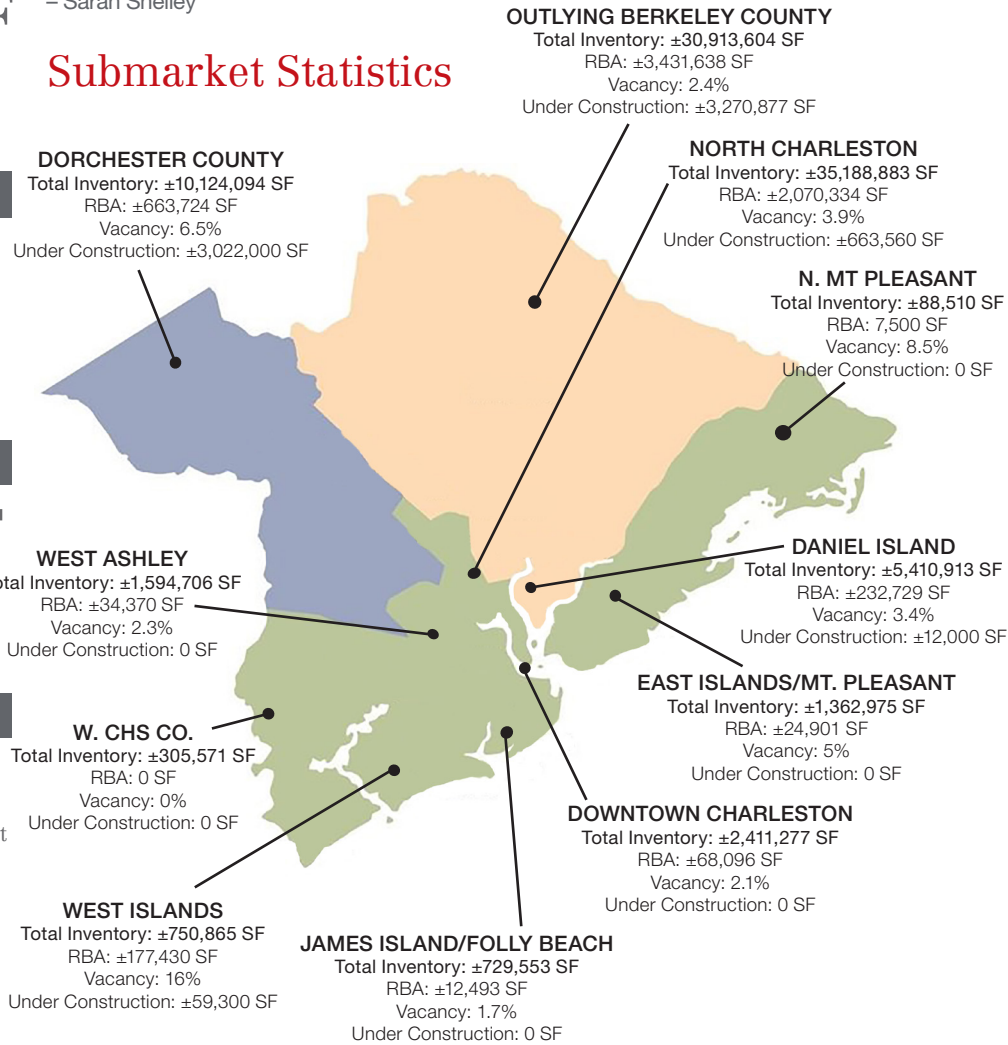 – Sarah Shelley
Submarket Statistics
OUTLYING BERKELEY COUNTY
Total Inventory: ±30,913,604 SF
RBA: ±3,431,638 SF
Vacancy: 2.4%
Under Construction: ±3,270,877 SF
DORCHESTER COUNTY
Total Inventory: ±10,124,094 SF
RBA: ±663,724 SF
Vacancy: 6.5%
Under Construction: ±3,022,000 SF
NORTH CHARLESTON
Total Inventory: ±35,188,883 SF
RBA: ±2,070,334 SF
Vacancy: 3.9%
Under Construction: ±663,560 SF
N. MT PLEASANT
Total Inventory: ±88,510 SF
RBA: 7,500 SF
Vacancy: 8.5%
Under Construction: 0 SF
WEST ASHLEY
Inventory: ±1,594,706 SF
RBA: ±34,370 SF
Vacancy: 2.3%
Under Construction: 0 SF
DANIEL ISLAND
Total Inventory: ±5,410,913 SF
RBA: ±232,729 SF
Vacancy: 3.4%
Under Construction: ±12,000 SF
EAST ISLANDS/MT. PLEASANT
Total Inventory: ±1,362,975 SF
RBA: ±24,901 SF
Vacancy: 5%
Under Construction: 0 SF
W. CHS CO.
Total Inventory: ±305,571 SF
RBA: 0 SF
Vacancy: 0%
Under Construction: 0 SF
DOWNTOWN CHARLESTON
Total Inventory: ±2,411,277 SF
RBA: ±68,096 SF
Vacancy: 2.1%
Under Construction: 0 SF
WEST ISLANDS
Total Inventory: ±750,865 SF
RBA: ±177,430 SF
Vacancy: 16%
Under Construction: ±59,300 SF
JAMES ISLAND/FOLLY BEACH
Total Inventory: ±729,553 SF
RBA: ±12,493 SF
Vacancy: 1.7%
Under Construction: 0 SF